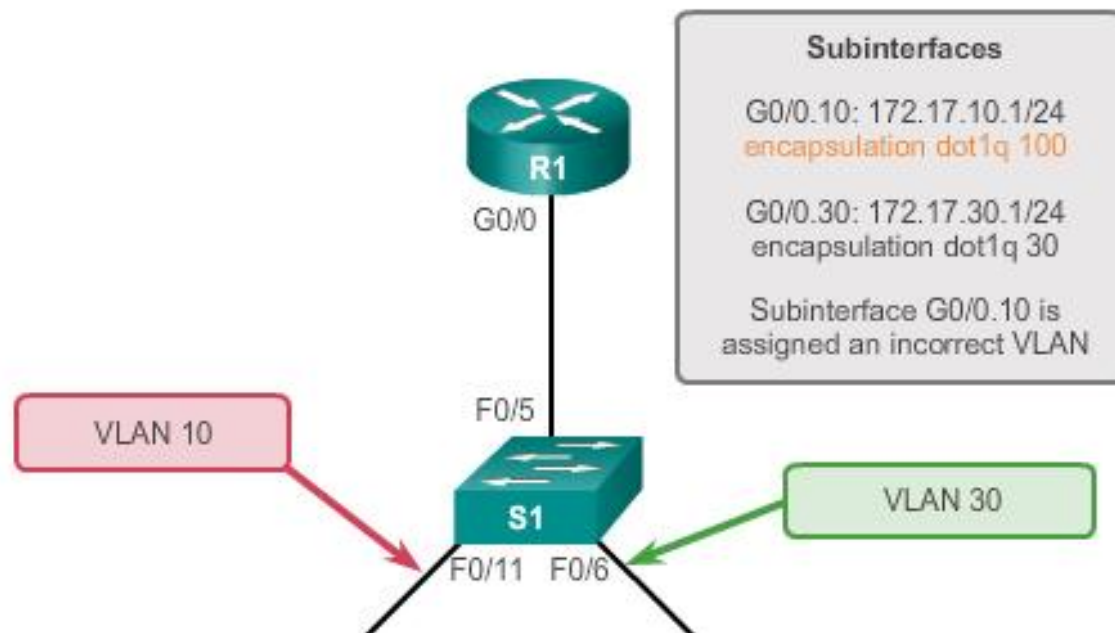 Subinterfaces
G0/0.10: 172.17.10.1/24
encapsulation dot1q 100
G0/0.30: 172.17.30.1/24
encapsulation dot1q 30
Subinterface G0/0.10 is
assigned an incorrect VLAN
R1
G0/0
F0/5
VLAN 10
VLAN 30
S1
F0/11
F0/6